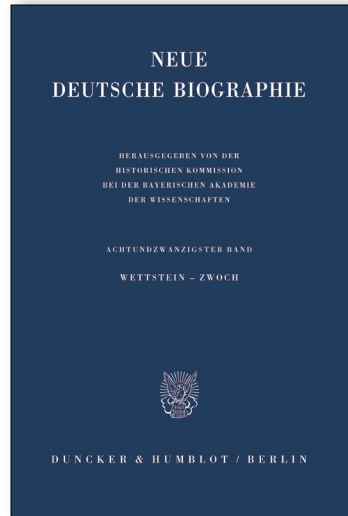 NEUE
DEUTSCHE BIOGRAPHIE
HERAUSGEGEBEN VON DER
HISTORISCHEN KOMMISSION
BEI DER BAYERISCHEN AKADEMIE
DER WISSENSCHAFTEN
ACHTUNDZWANZIGSTER BAND
WETTSTEIN – ZWOCH
DUNCKER & HUMBLOT / BERLIN